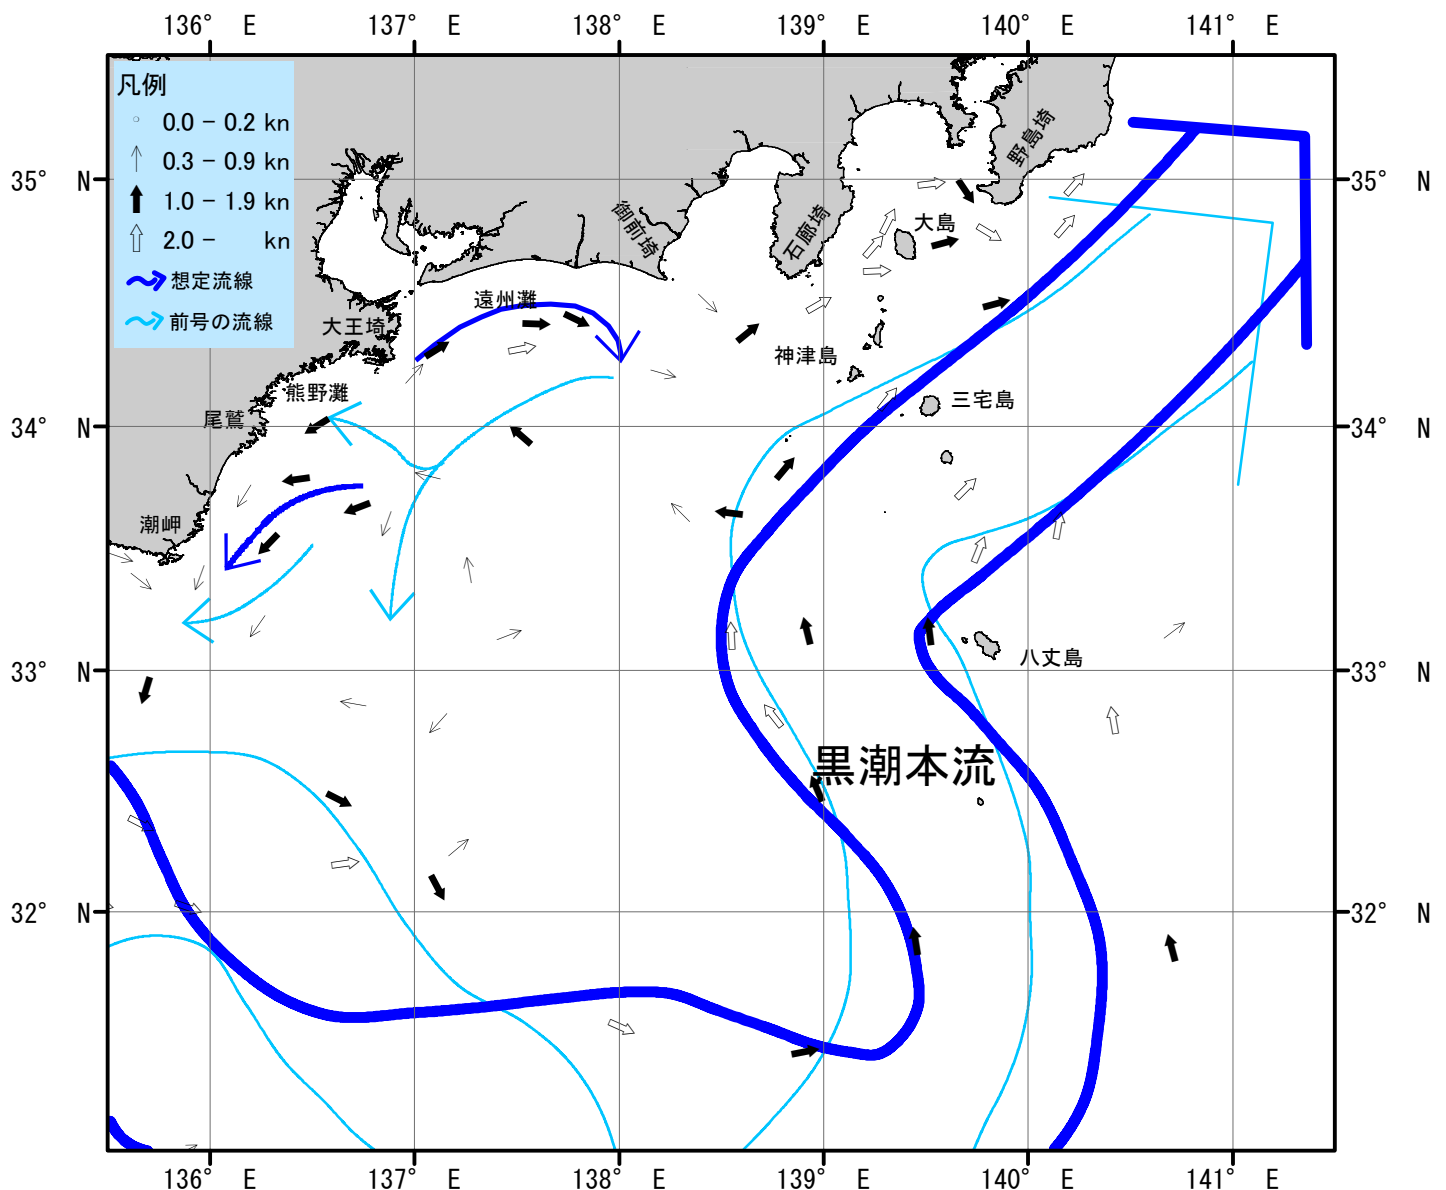 136° E 137° E 138° E 139° E 140° E 141° E
凡例
0.0 − 0.2 kn
0.3 − 0.9 kn
1.0 − 1.9 kn
2.0 − kn
想定流線
前号の流線
野島埼
35° N
35° N
御前埼
石廊埼
大島
遠州灘
大王埼
神津島
熊野灘
三宅島
尾鷲
34° N
34° N
潮岬
八丈島
33° N
33° N
黒潮本流
32° N
32° N
136° E 137° E 138° E 139° E 140° E 141° E